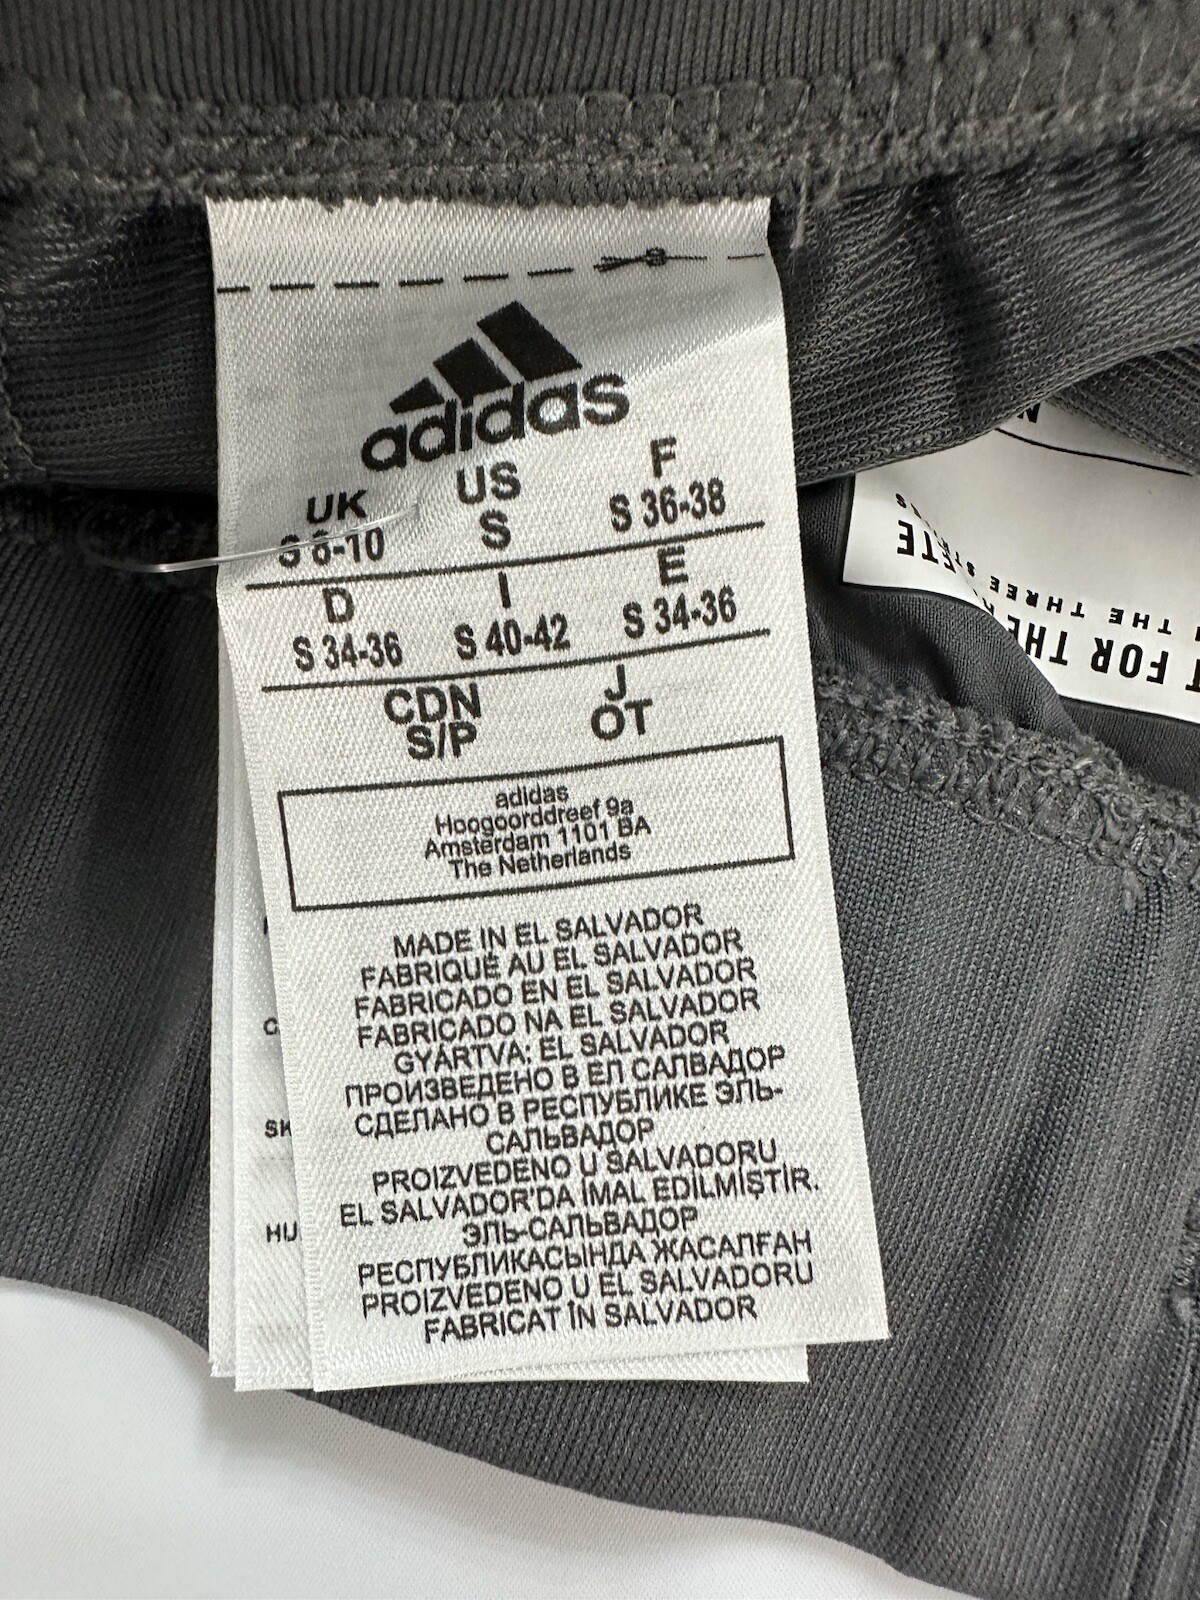 adidas
UK US F
S 8-10 S S 36-38
D I E
S 34-36 S 40-42 S 34-36
CDN J
S/P OT
adidas
Hoogoorddreef 9a
Amsterdam 1101 BA
The Netherlands
MADE IN EL SALVADOR
FABRIQUÉ AU EL SALVADOR
FABRICADO EN EL SALVADOR
FABRICADO NA EL SALVADOR
GYÁRTVA: EL SALVADOR
ПРОИЗВЕДЕНО В ЕЛ САЛВАДОР
СДЕЛАНО В РЕСПУБЛИКЕ ЭЛЬ-
САЛЬВАДОР
PROIZVEDENO U SALVADORU
EL SALVADOR'DA İMAL EDİLMİŞTİR.
ЭЛЬ-САЛЬВАДОР
РЕСПУБЛИКАСЫНДА ЖАСАЛҒАН
PROIZVEDENO U EL SALVADORU
FABRICAT ÎN SALVADOR
SK
FOR THE
THE THREE